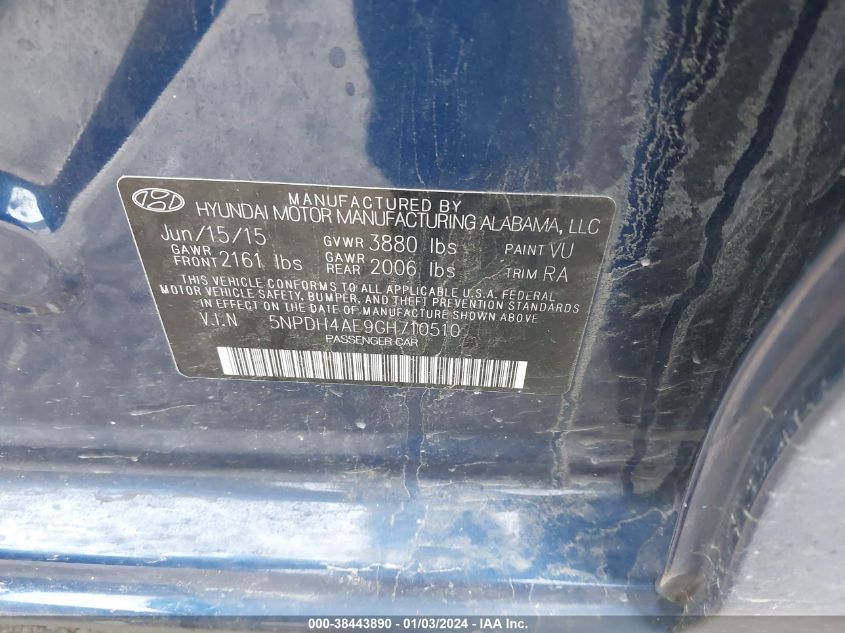 MANUFACTURED BY
HYUNDAI MOTOR MANUFACTURING ALABAMA, LLC
Jun/15/15 GVWR 3880 lbs PAINT VU
GAWR FRONT 2161 lbs GAWR REAR 2006 lbs TRIM RA
THIS VEHICLE CONFORMS TO ALL APPLICABLE U.S.A. FEDERAL
MOTOR VEHICLE SAFETY, BUMPER, AND THEFT PREVENTION STANDARDS
IN EFFECT ON THE DATE OF MANUFACTURE SHOWN ABOVE.
V.I.N 5NPDH4AE9GH710510
PASSENGER CAR
000-38443890 - 01/03/2024 - IAA Inc.